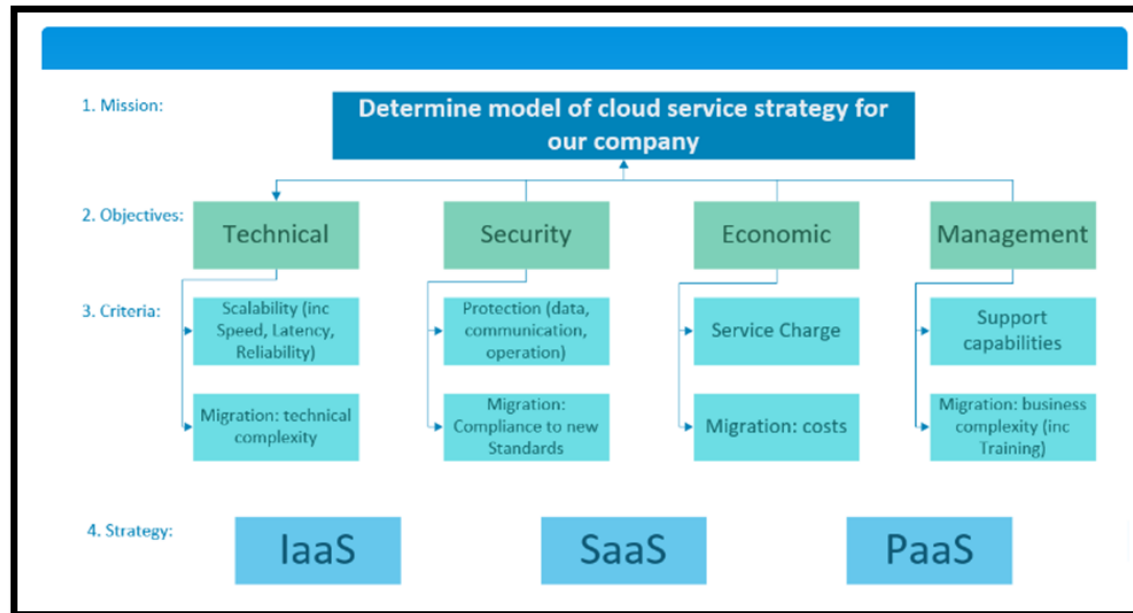 1. Mission:
Determine model of cloud service strategy for
our company
2. Objectives:
Technical
Security
Economic
Management
3. Criteria:
Scalability (inc
Speed, Latency,
Reliability)
Protection (data,
communication,
operation)
Service Charge
Support
capabilities
Migration: technical
complexity
Migration:
Compliance to new
Standards
Migration: costs
Migration: business
complexity (inc
Training)
4. Strategy:
IaaS
SaaS
PaaS